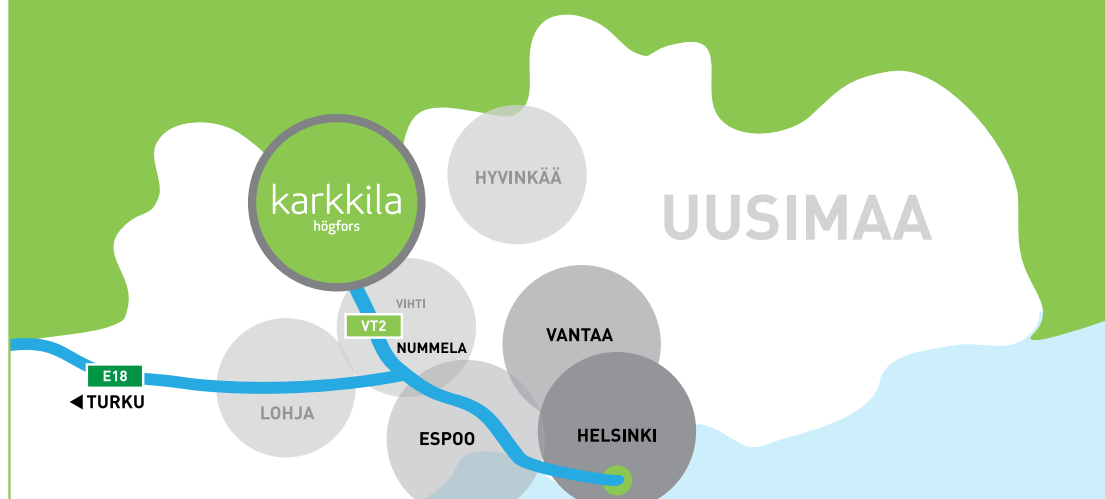 HYVINKÄÄ
karkkila
högfors
UUSIMAA
VIHTI
VT2
NUMMELA
VANTAA
E18
TURKU
LOHJA
ESPOO
HELSINKI